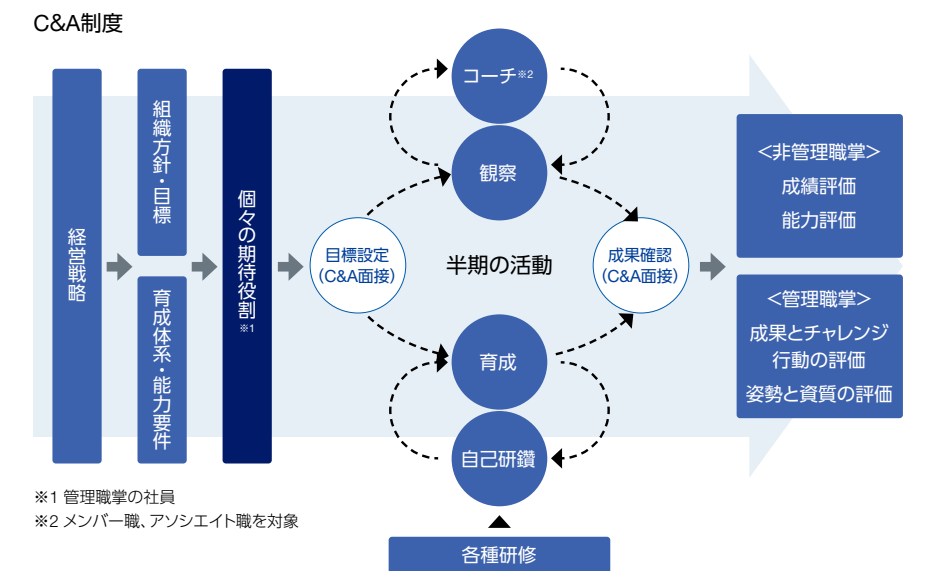 C&A制度
経営戦略
組織方針・目標
育成体系・能力要件
個々の期待役割
※1
目標設定
(C&A面接)
コーチ※2
観察
半期の活動
育成
自己研鑽
各種研修
成果確認
(C&A面接)
＜非管理職掌＞
成績評価
能力評価
＜管理職掌＞
成果とチャレンジ
行動の評価
姿勢と資質の評価
※1 管理職掌の社員
※2 メンバー職、アソシエイト職を対象